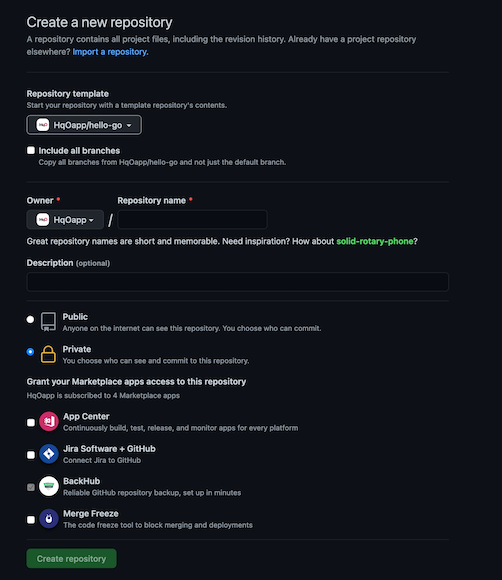 Create a new repository
A repository contains all project files, including the revision history. Already have a project repository
elsewhere? Import a repository.
Repository template
Start your repository with a template repository's contents.
HqOapp/hello-go
Include all branches
Copy all branches from HqOapp/hello-go and not just the default branch.
Owner * Repository name *
HqOapp /
Great repository names are short and memorable. Need inspiration? How about solid-rotary-phone?
Description (optional)
Public
Anyone on the internet can see this repository. You choose who can commit.
Private
You choose who can see and commit to this repository.
Grant your Marketplace apps access to this repository
HqOapp is subscribed to 4 Marketplace apps
App Center
Continuously build, test, release, and monitor apps for every platform
Jira Software + GitHub
Connect Jira to GitHub
BackHub
Reliable GitHub repository backup, set up in minutes
Merge Freeze
The code freeze tool to block merging and deployments
Create repository